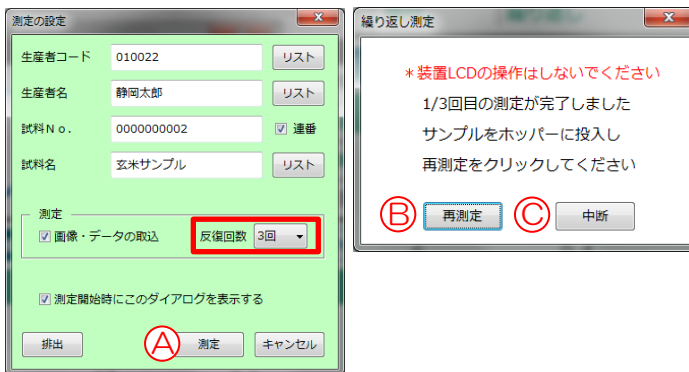 測定の設定
生産者コード 010022 リスト
生産者名 静岡太郎 リスト
試料No. 0000000002 連番
試料名 玄米サンプル リスト
測定
画像・データの取込 反復回数 3回
測定開始時にこのダイアログを表示する
排出 A 測定 キャンセル
繰り返し測定
*装置LCDの操作はしないでください
1/3回目の測定が完了しました
サンプルをホッパーに投入し
再測定をクリックしてください
B 再測定 C 中断